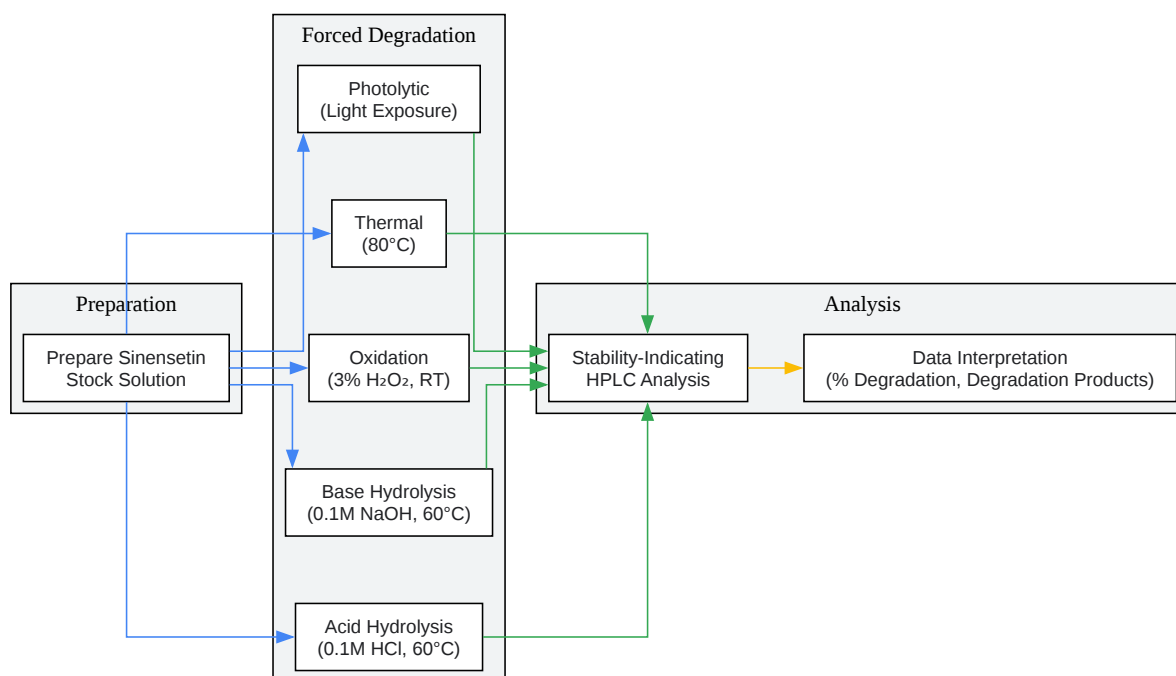 Forced Degradation
Photolytic
(Light Exposure)
Thermal
(80°C)
Preparation
Prepare Sinensetin
Stock Solution
Oxidation
(3% H₂O₂, RT)
Base Hydrolysis
(0.1M NaOH, 60°C)
Acid Hydrolysis
(0.1M HCl, 60°C)
Analysis
Stability-Indicating
HPLC Analysis
Data Interpretation
(% Degradation, Degradation Products)